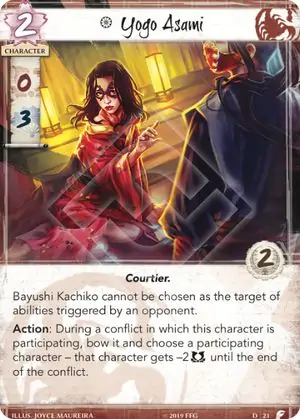 2
Yogo Asami
CHARACTER
0
3
2
Courtier.
Bayushi Kachiko cannot be chosen as the target of
abilities triggered by an opponent.
Action: During a conflict in which this character is
participating, bow it and choose a participating
character – that character gets –2 until the end
of the conflict.
ILLUS. JOYCE MAUREIRA © 2019 FFG D 21